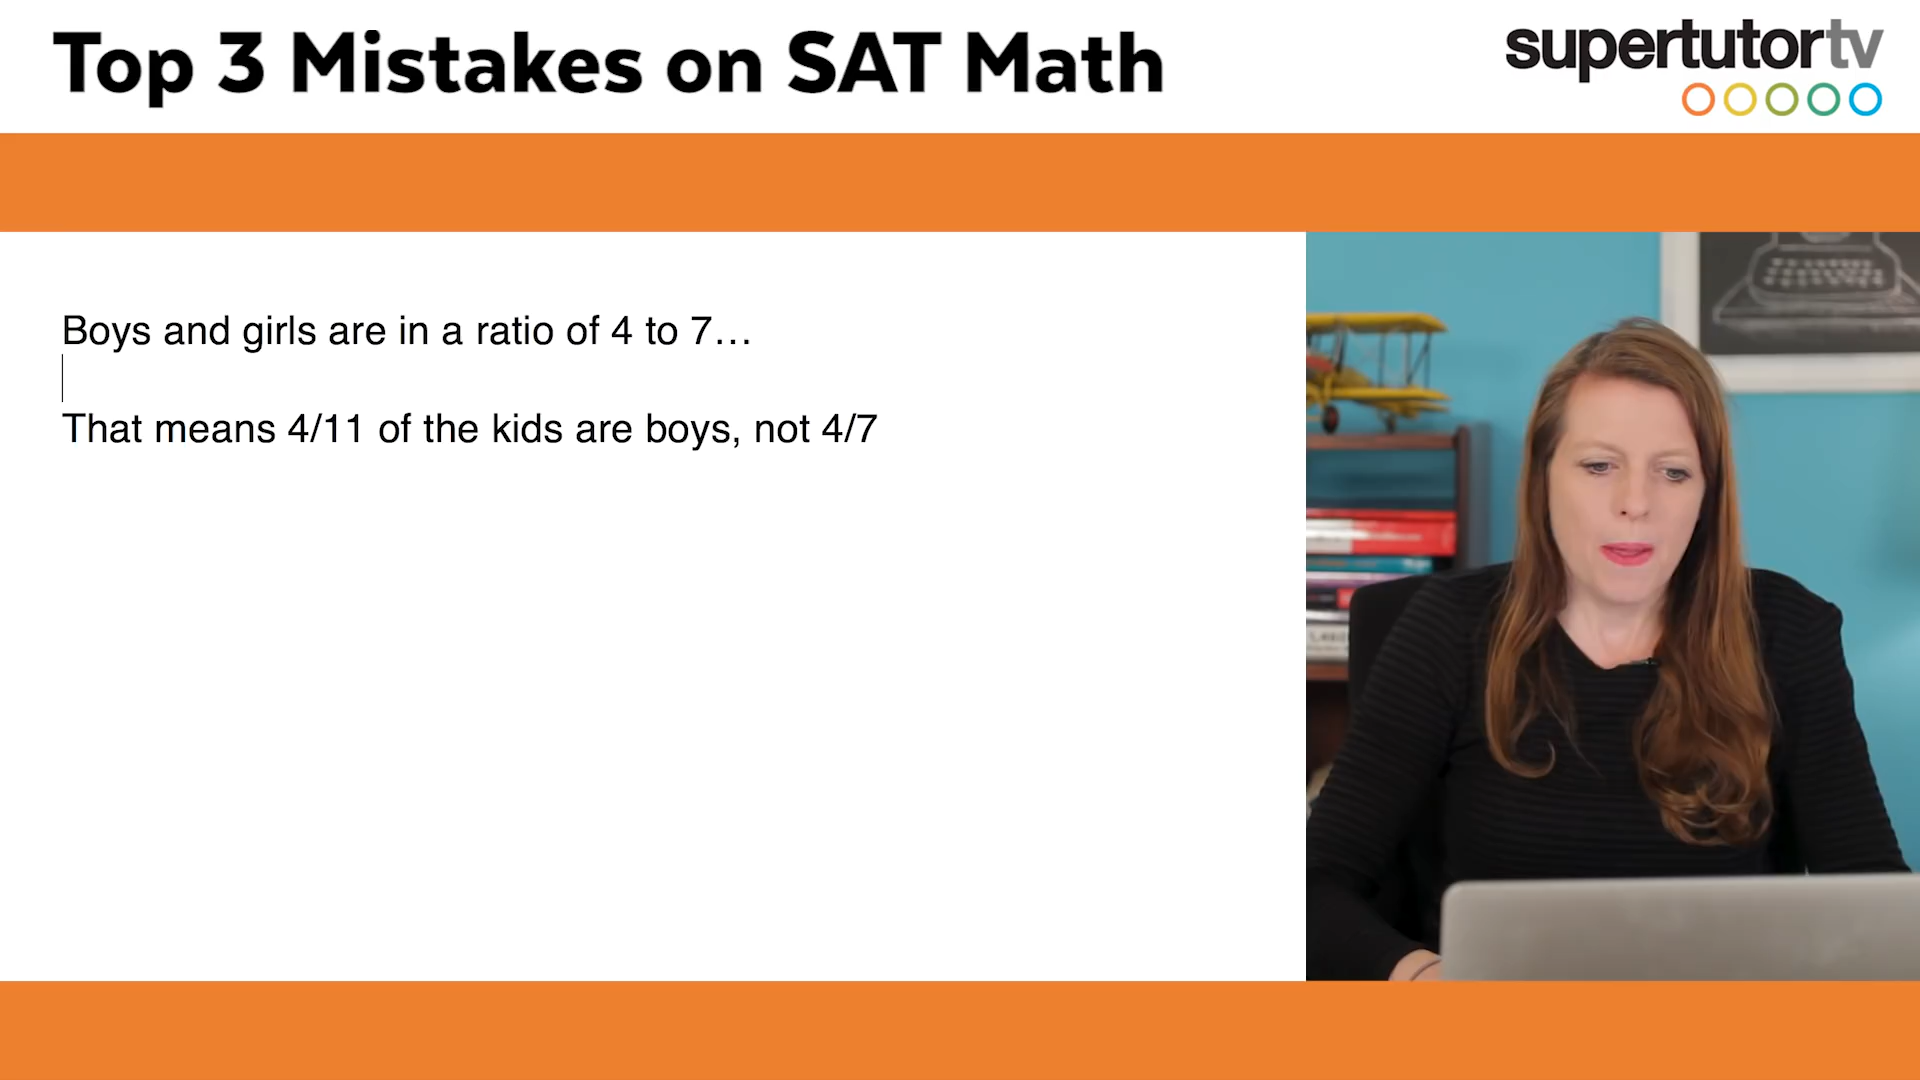 Top 3 Mistakes on SAT Math
supertutortv
Boys and girls are in a ratio of 4 to 7…
That means 4/11 of the kids are boys, not 4/7